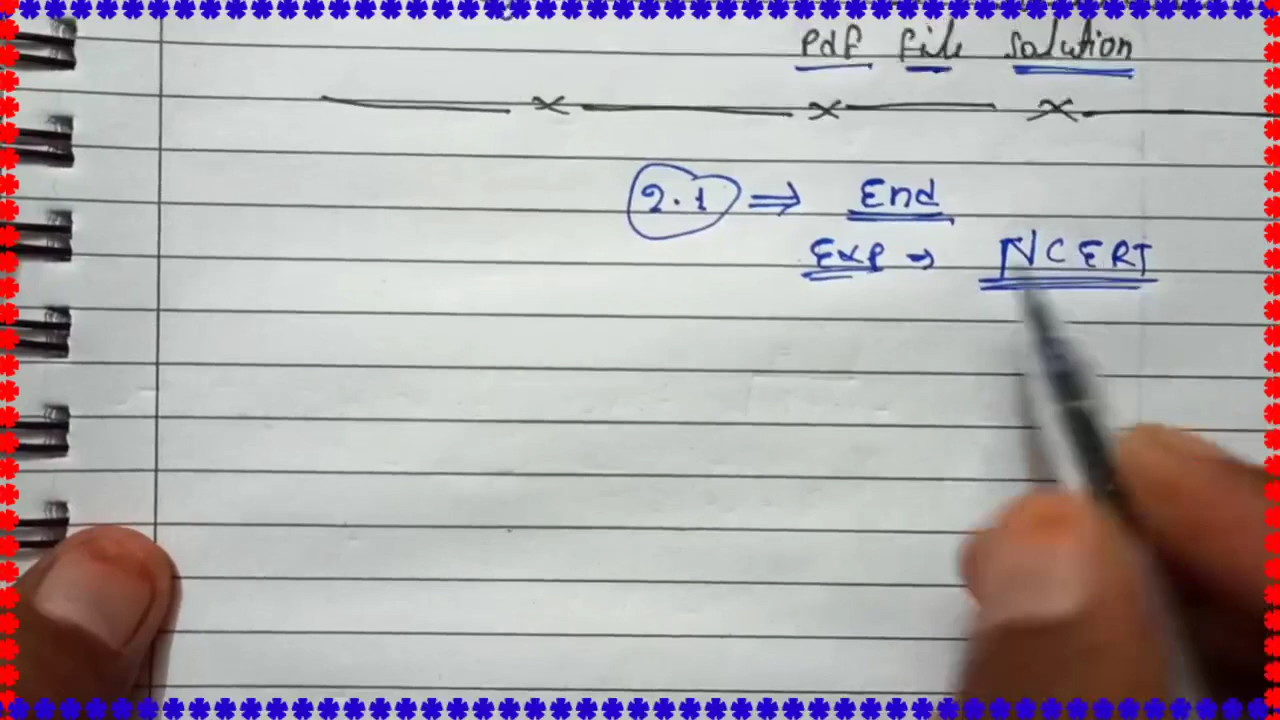 Pdf file solution
2.1 ⇒ End
Exp → NCERT